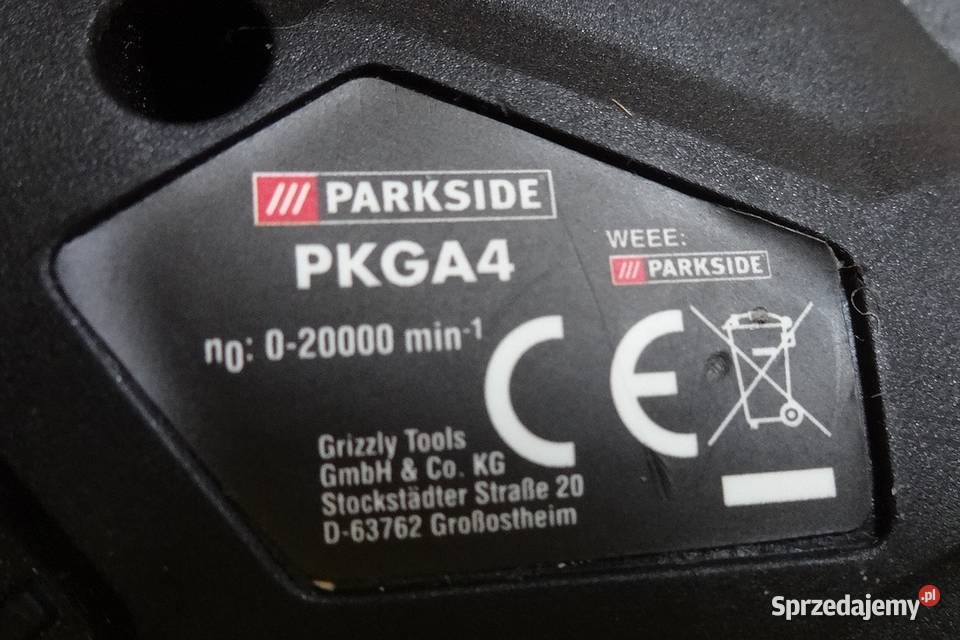 PARKSIDE
PKGA4
n0: 0-20000 min-1
WEEE:
PARKSIDE
CE
Grizzly Tools
GmbH & Co. KG
Stockstädter Straße 20
D-63762 Großostheim
Sprzedajemy.pl